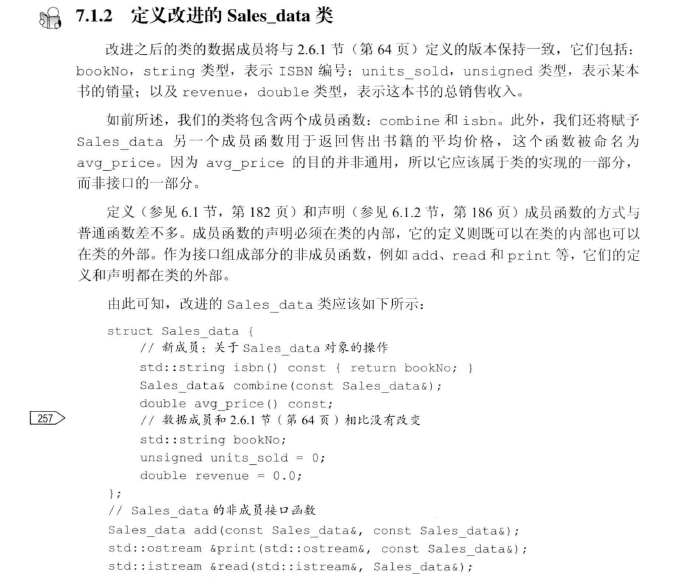 7.1.2 定义改进的 Sales_data 类
改进之后的类的数据成员将与 2.6.1 节（第 64 页）定义的版本保持一致，它们包括：
bookNo，string 类型，表示 ISBN 编号；units_sold，unsigned 类型，表示某本
书的销量；以及 revenue，double 类型，表示这本书的总销售收入。
如前所述，我们的类将包含两个成员函数：combine 和 isbn。此外，我们还将赋予
Sales_data 另一个成员函数用于返回售出书籍的平均价格，这个函数被命名为
avg_price。因为 avg_price 的目的并非通用，所以它应该属于类的实现的一部分，
而非接口的一部分。
定义（参见 6.1 节，第 182 页）和声明（参见 6.1.2 节，第 186 页）成员函数的方式与
普通函数差不多。成员函数的声明必须在类的内部，它的定义则既可以在类的内部也可以
在类的外部。作为接口组成部分的非成员函数，例如 add、read 和 print 等，它们的定
义和声明都在类的外部。
由此可知，改进的 Sales_data 类应该如下所示：
struct Sales_data {
// 新成员：关于 Sales_data 对象的操作
std::string isbn() const { return bookNo; }
Sales_data& combine(const Sales_data&);
double avg_price() const;
257
// 数据成员和 2.6.1 节（第 64 页）相比没有改变
std::string bookNo;
unsigned units_sold = 0;
double revenue = 0.0;
};
// Sales_data 的非成员接口函数
Sales_data add(const Sales_data&, const Sales_data&);
std::ostream &print(std::ostream&, const Sales_data&);
std::istream &read(std::istream&, Sales_data&);